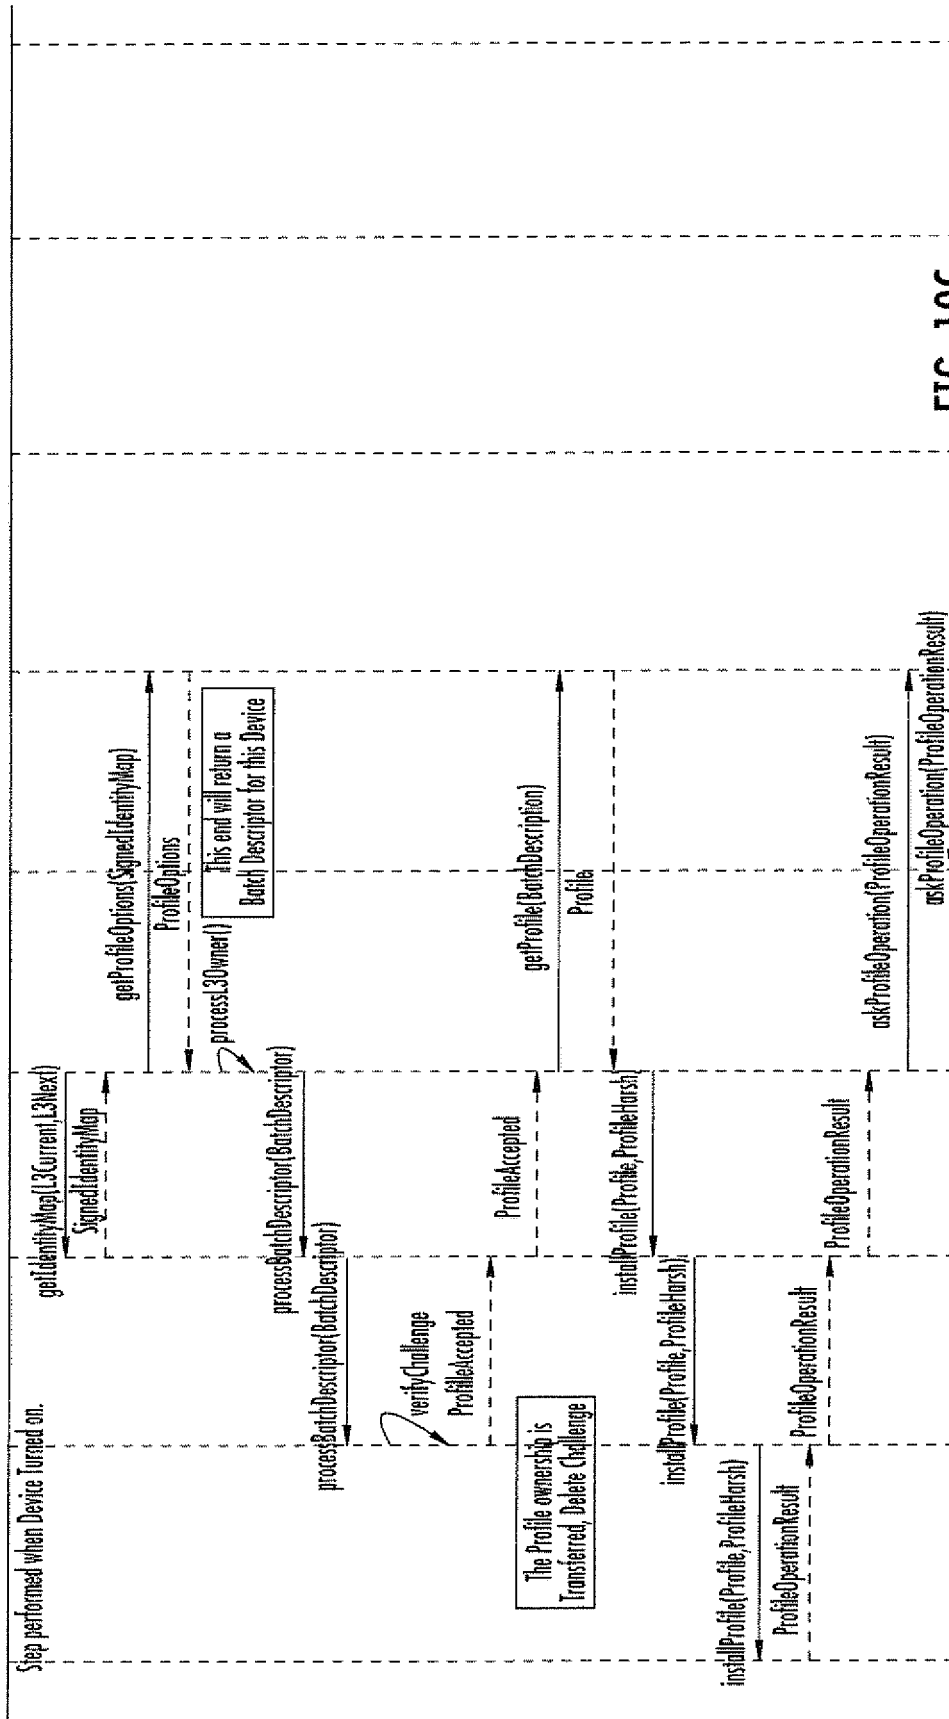 Step performed when Device Turned on.
getIdentityMap(L3Current,L3Next)
SignedIdentityMap
getProfileOptions(SignedIdentityMap)
ProfileOptions
This end will return a
Batch Descriptor for this Device
processL3Owner()
processBatchDescriptor(BatchDescriptor)
processBatchDescriptor(BatchDescriptor)
verifyChallenge
ProfilleAccepted
ProfileAccepted
The Profile ownership is
Transferred, Delete Challenge
getProfile(BatchDescription)
Profile
installProfile(Profile,ProfileHarsh)
installProfile(Profile,ProfileHarsh)
installProfile(Profile,ProfileHarsh)
ProfileOperationResult
ProfileOperationResult
ProfileOperationResult
askProfileOperation(ProfileOperationResult)
askProfileOperation(ProfileOperationResult)